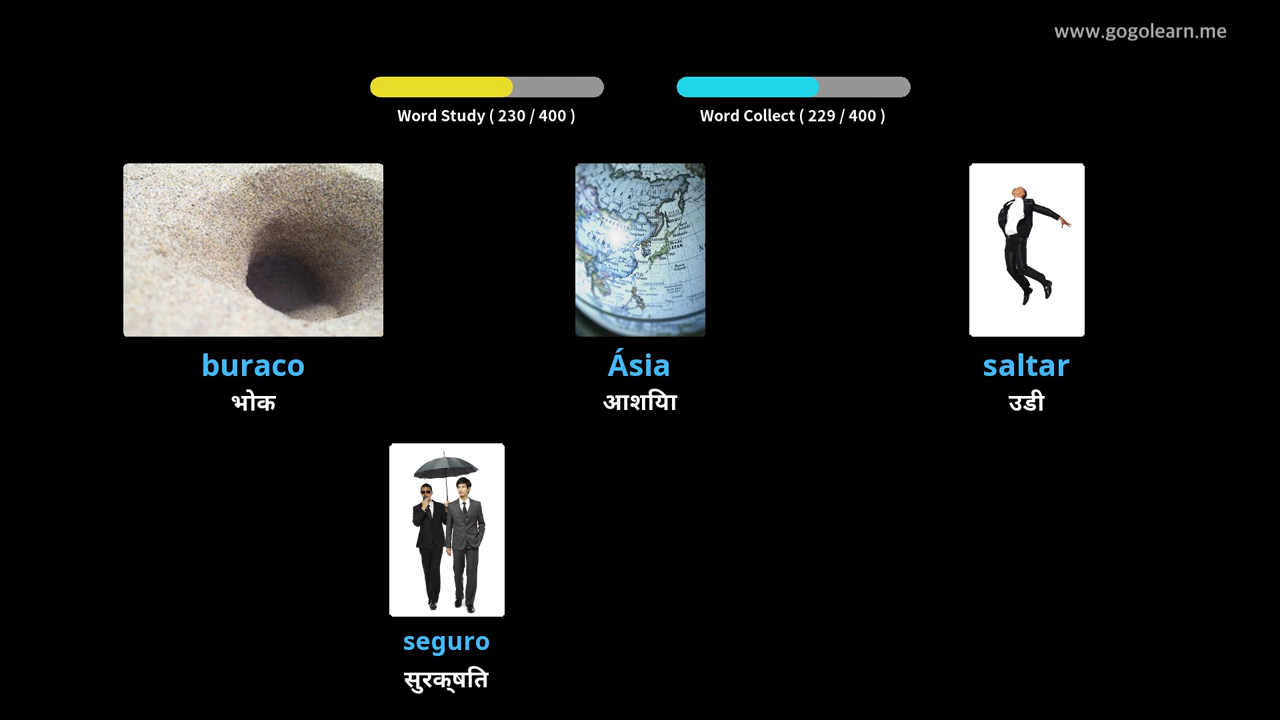 www.gogolearn.me
Word Study ( 230 / 400 )
Word Collect ( 229 / 400 )
buraco
भोक
Ásia
आशयिा
saltar
उडी
seguro
सुरक्षति